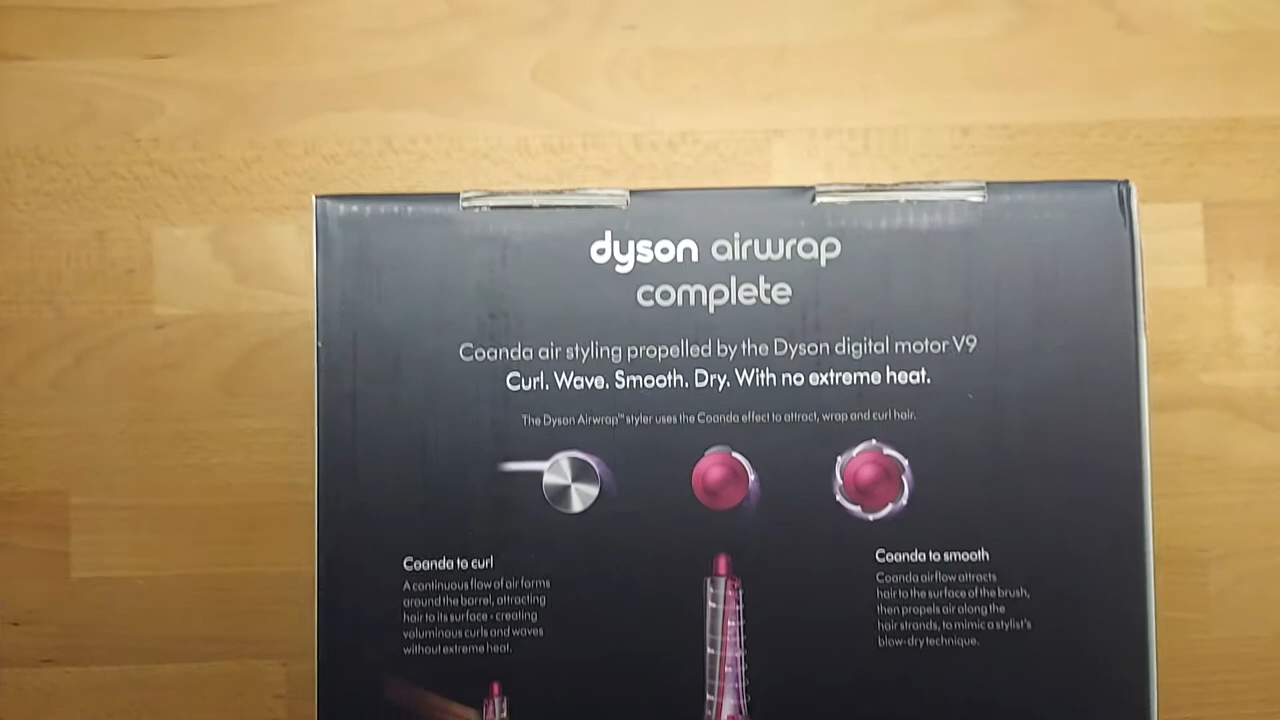 dyson airwrap
complete
Coanda air styling propelled by the Dyson digital motor V9
Curl. Wave. Smooth. Dry. With no extreme heat.
The Dyson Airwrap™ styler uses the Coanda effect to attract, wrap and curl hair.
Coanda to curl
A continuous flow of air forms
around the barrel, attracting
hair to its surface - creating
voluminous curls and waves
without extreme heat.
Coanda to smooth
Coanda airflow attracts
hair to the surface of the brush,
then propels air along the
hair strands, to mimic a stylist's
blow-dry technique.